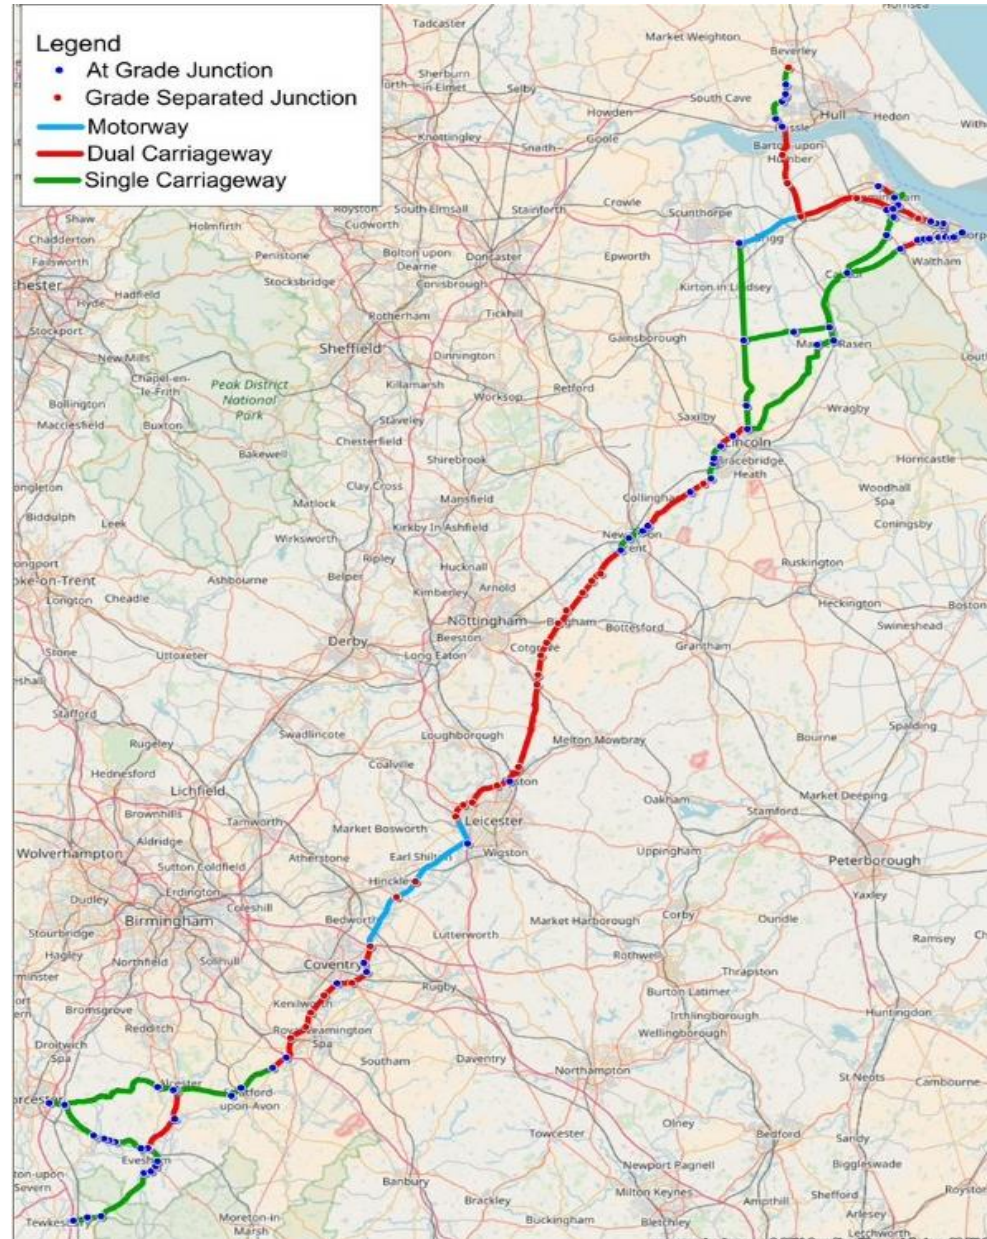 Legend
At Grade Junction
Grade Separated Junction
Motorway
Dual Carriageway
Single Carriageway
Tadcaster
Market Weighton
Beverley
Sherburn
in-Elmet
Selby
South Cave
Howden
Hull
Hedon
Knottingley
Goole
Snaith
Barton-upon
Humber
Shaw
Chadderton
Failsworth
Holmfirth
Royston
Cudworth
South Elmsall
Stainforth
Crowle
Scunthorpe
Penistone
Bolton upon
Dearne
Doncaster
Epworth
Waltham
Stocksbridge
Conisbrough
Kirton in Lindsey
Glossop
Hyde
Hadfield
Stockport
Rotherham
Tickhill
Gainsborough
Rasen
New Mills
Sheffield
Dinnington
Chapel-en
le-Frith
Peak District
National
Park
Killamarsh
Retford
Bollington
Macclesfield
Buxton
Staveley
Worksop
Saxilby
Wragby
Bakewell
Chesterfield
Shirebrook
Lincoln
Bracebridge
Heath
Horncastle
Clay Cross
Matlock
Mansfield
Collingham
Woodhall
Spa
Biddulph
Leek
Wirksworth
Kirkby In Ashfield
Coningsby
Ripley
Hucknall
Ruskington
Ashbourne
Belper
Kimberley
Arnold
Longton
Cheadle
Heckington
Boston
Nottingham
Beeston
Bottesford
Swineshead
Derby
Long Eaton
Cotgrave
Grantham
Stone
Uttoxeter
Stafford
Swadlincote
Loughborough
Melton Mowbray
Bourne
Spalding
Rugeley
Hednesford
Coalville
Lichfield
Oakham
Market Deeping
Stamford
Brownhills
Tamworth
Market Bosworth
Leicester
Aldridge
Wolverhampton
Sutton Coldfield
Atherstone
Earl Shilton
Wigston
Uppingham
Peterborough
Dudley
Erdington
Hinckley
Yaxley
Birmingham
Coleshill
Bedworth
Market Harborough
Corby
Oundle
Stourbridge
Lutterworth
Ramsey
Hagley
Northfield
Solihull
Coventry
Rothwell
Thrapston
Rugby
Burton Latimer
Bromsgrove
Kenilworth
Irthlingborough
Huntingdon
Redditch
Royal Leamington
Spa
Wellingborough
Droitwich
Spa
Southam
Daventry
Northampton
St Neots
Cambourne
Stratford
upon-Avon
Olney
Towcester
Bedford
Sandy
Evesham
Biggleswade
Banbury
Newport Pagnell
Severn
Brackley
Milton Keynes
Ampthill
Shefford
Moreton-in
Marsh
Buckingham
Bletchley
Arlesey
Letchworth